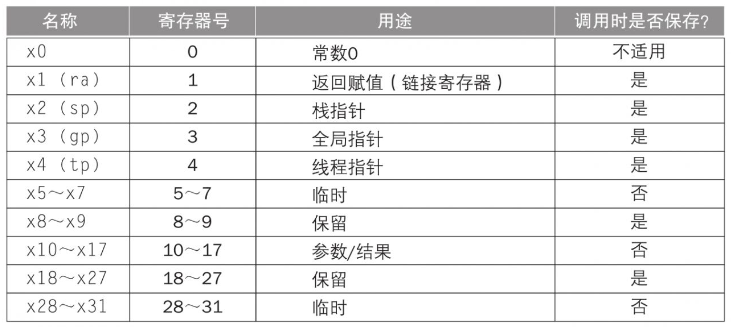 名称 寄存器号 用途 调用时是否保存?
x0 0 常数0 不适用
x1 (ra) 1 返回赋值(链接寄存器) 是
x2 (sp) 2 栈指针 是
x3 (gp) 3 全局指针 是
x4 (tp) 4 线程指针 是
x5～x7 5～7 临时 否
x8～x9 8～9 保留 是
x10～x17 10～17 参数/结果 否
x18～x27 18～27 保留 是
x28～x31 28～31 临时 否